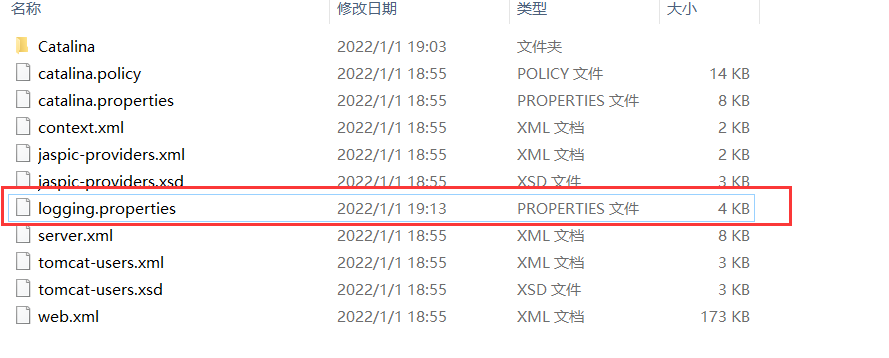 名称 修改日期 类型 大小
Catalina 2022/1/1 19:03 文件夹
catalina.policy 2022/1/1 18:55 POLICY 文件 14 KB
catalina.properties 2022/1/1 18:55 PROPERTIES 文件 8 KB
context.xml 2022/1/1 18:55 XML 文档 2 KB
jaspic-providers.xml 2022/1/1 18:55 XML 文档 2 KB
jaspic-providers.xsd 2022/1/1 18:55 XSD 文件 3 KB
logging.properties 2022/1/1 19:13 PROPERTIES 文件 4 KB
server.xml 2022/1/1 18:55 XML 文档 8 KB
tomcat-users.xml 2022/1/1 18:55 XML 文档 3 KB
tomcat-users.xsd 2022/1/1 18:55 XSD 文件 3 KB
web.xml 2022/1/1 18:55 XML 文档 173 KB